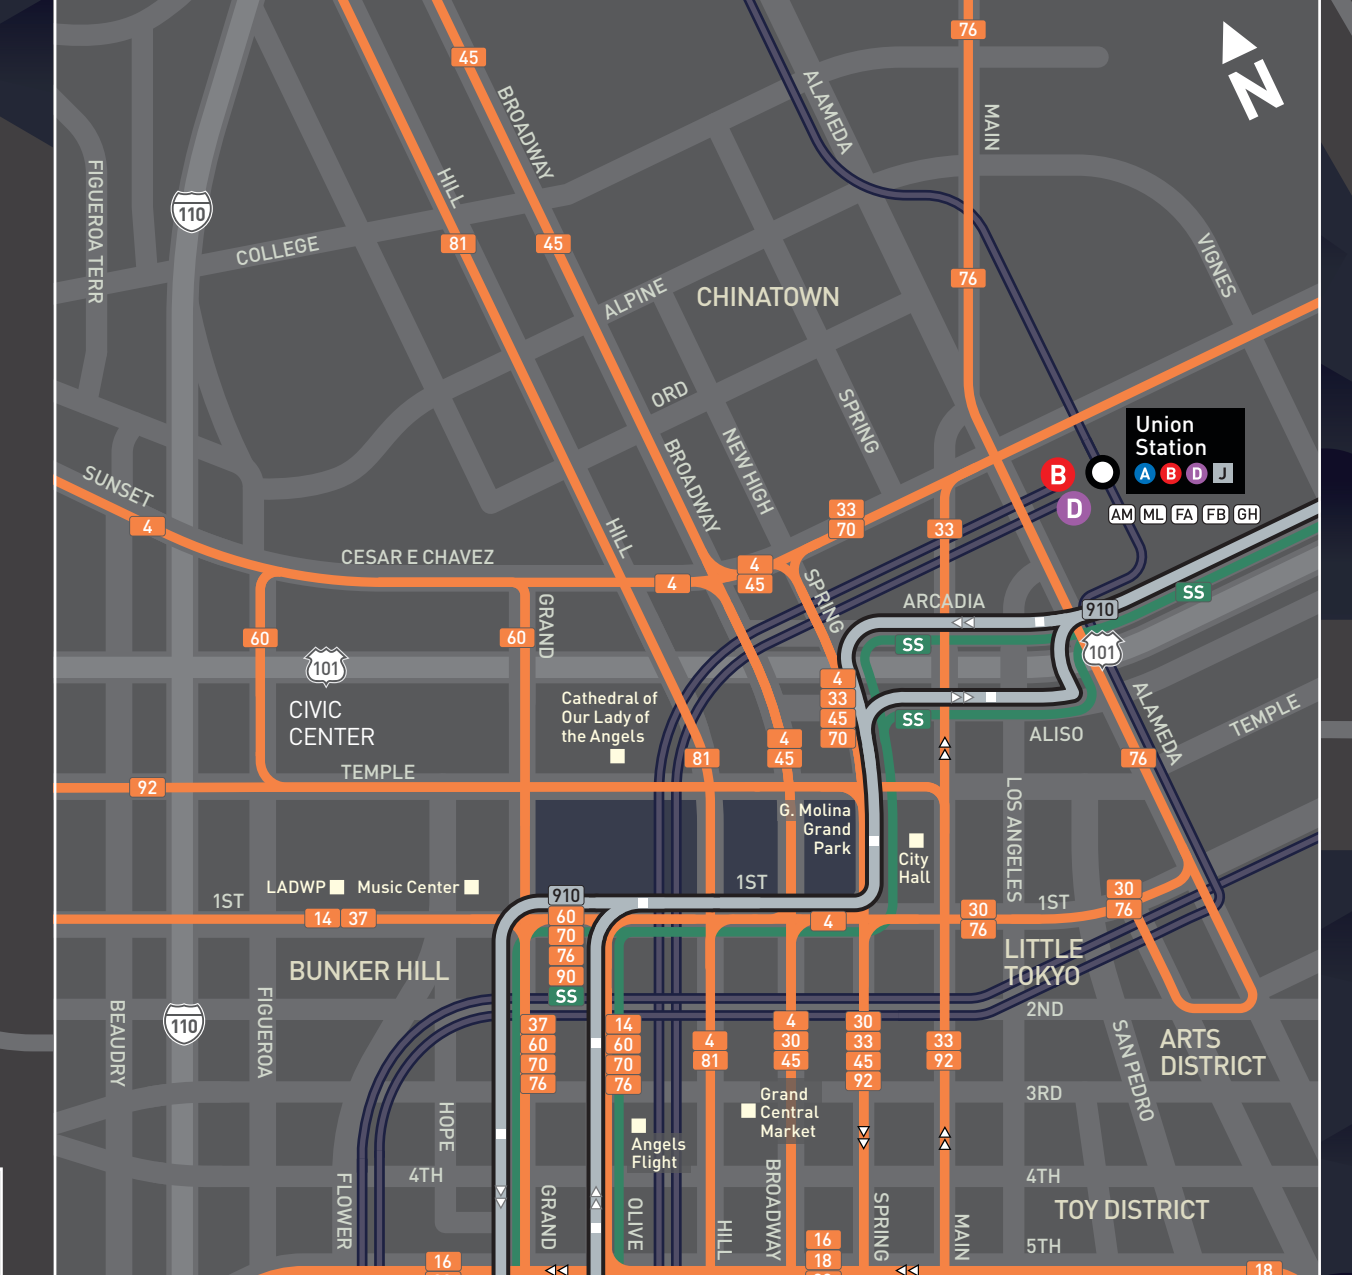 76
45
BROADWAY
ALAMEDA
MAIN
N
FIGUEROA TERR
110
HILL
COLLEGE
81
45
VIGNES
76
ALPINE
CHINATOWN
ORD
SPRING
NEW HIGH
BROADWAY
Union
Station
A B D J
B
D
AM ML FA FB GH
SUNSET
4
33
70
33
HILL
CESAR E CHAVEZ
4
4
45
SPRING
ARCADIA
SS
910
60
60
GRAND
101
SS
101
Cathedral of
Our Lady of
the Angels
4
33
45
70
CIVIC
CENTER
SS
ALISO
ALAMEDA
TEMPLE
81
4
45
76
TEMPLE
92
G. Molina
Grand
Park
LOS ANGELES
City
Hall
LADWP
Music Center
1ST
1ST
910
60
70
76
90
SS
14 37
4
30
76
1ST
30
76
BUNKER HILL
LITTLE
TOKYO
BEAUDRY
110
FIGUEROA
37
60
70
76
14
60
70
76
4
81
4
30
45
30
33
45
92
33
92
2ND
SAN PEDRO
ARTS
DISTRICT
3RD
HOPE
Grand
Central
Market
Angels
Flight
4TH
4TH
FLOWER
GRAND
OLIVE
HILL
BROADWAY
SPRING
MAIN
TOY DISTRICT
5TH
16
16
18
18